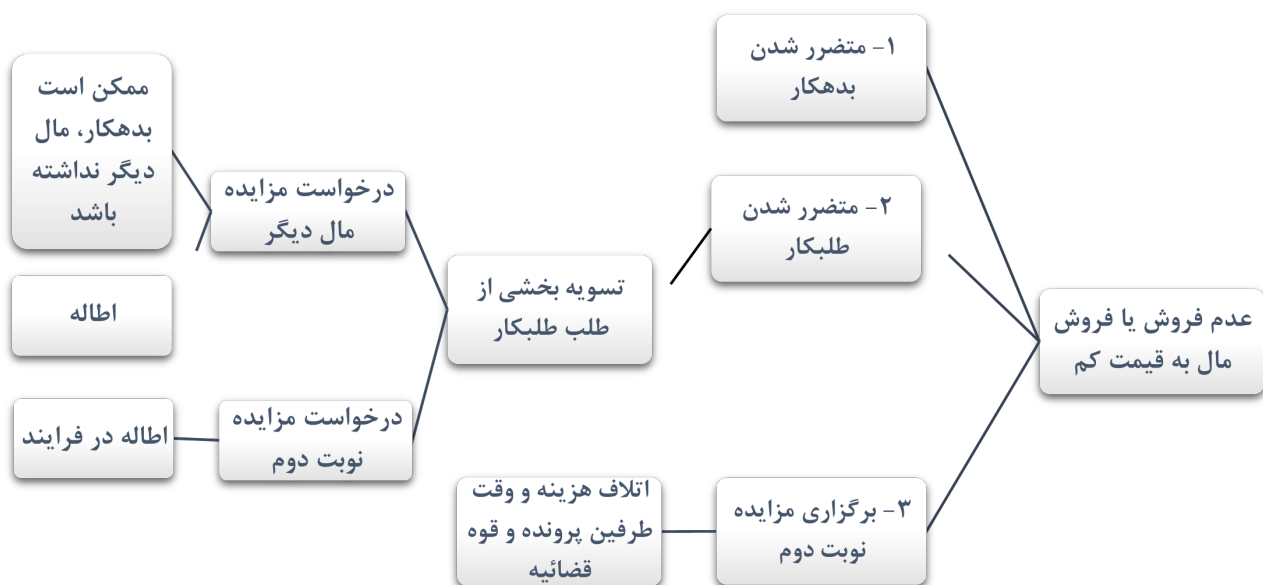 عدم فروش یا فروش
مال به قیمت کم
۱- متضرر شدن
بدهکار
۲- متضرر شدن
طلبکار
تسویه بخشی از
طلب طلبکار
درخواست مزایده
مال دیگر
ممکن است
بدهکار، مال
دیگر نداشته
باشد
اطاله
درخواست مزایده
نوبت دوم
اطاله در فرایند
۳- برگزاری مزایده
نوبت دوم
اتلاف هزینه و وقت
طرفین پرونده و قوه
قضائیه